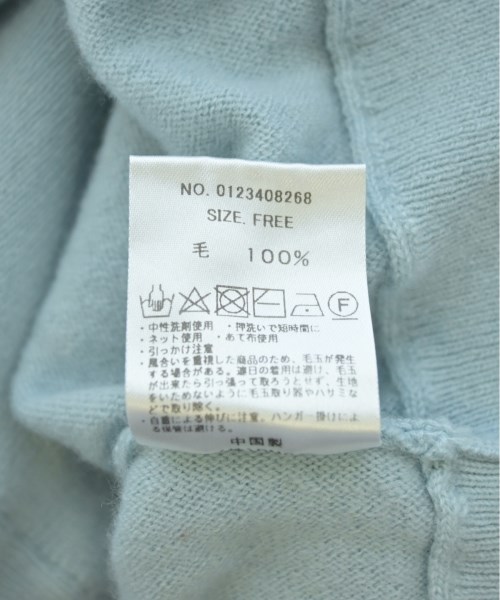 NO. 0123408268
SIZE. FREE
毛 100%
F
・中性洗剤使用 ・押洗いで短時間に
・ネット使用 ・あて布使用
・引っかけ注意
・風合いを重視した商品のため、毛玉が発生
する場合がある。連日の着用は避け、毛玉
が出来たら引っ張って取ろうとせず、生地
をいためないように毛玉取り器やハサミな
どで取り除く。
・自重による伸びに注意。ハンガー掛けによ
る保管は避ける。
中国製